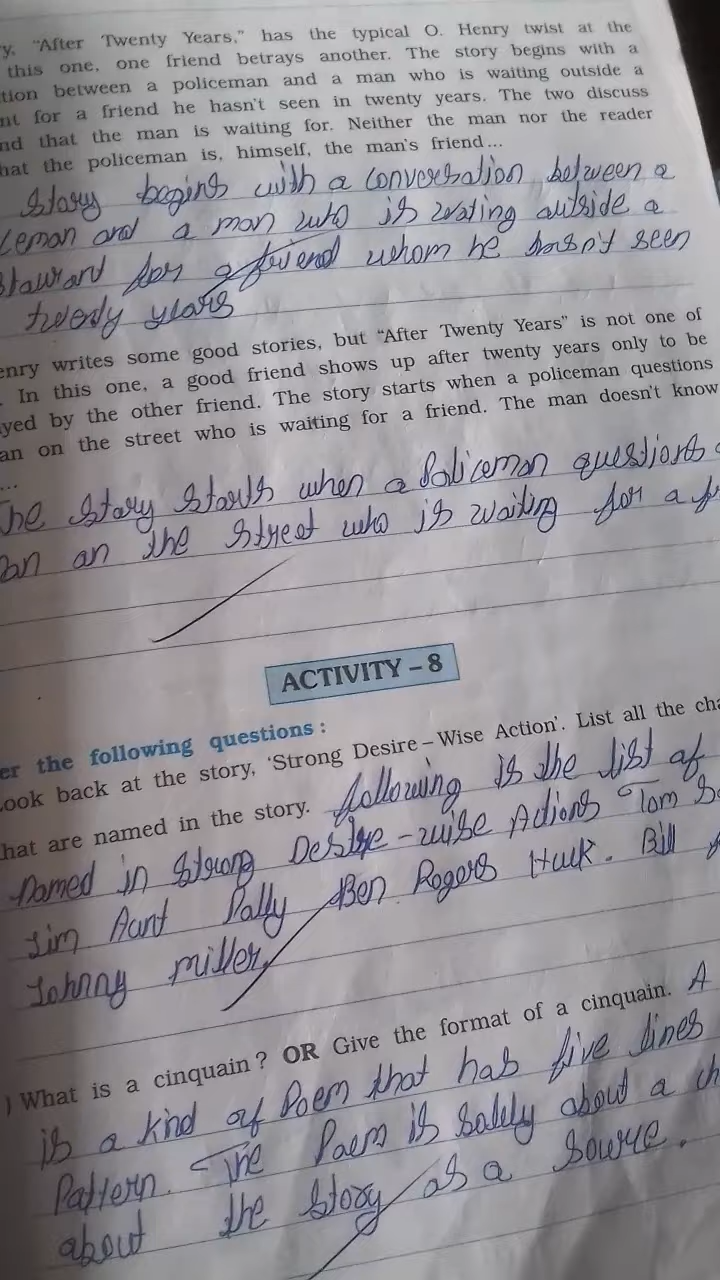 y, "After Twenty Years," has the typical O. Henry twist at the
this one, one friend betrays another. The story begins with a
tion between a policeman and a man who is waiting outside a
nt for a friend he hasn't seen in twenty years. The two discuss
nd that the man is waiting for. Neither the man nor the reader
hat the policeman is, himself, the man's friend...
story begins with a conversation between a
leman and a man who is wating outside a
for a friend whom he hasn't seen
twenty years
enry writes some good stories, but "After Twenty Years" is not one of
. In this one, a good friend shows up after twenty years only to be
yed by the other friend. The story starts when a policeman questions
an on the street who is waiting for a friend. The man doesn't know
...
The story starts when a Policeman questions
an an the street who is waiting for a fr
ACTIVITY – 8
er the following questions :
Look back at the story, 'Strong Desire – Wise Action'. List all the cha
hat are named in the story. following is the list of
named in strong Desire - wise Actions Tom S
Jim Aunt Pally Ben Rogers Huck. Bill
Johnny miller
) What is a cinquain? OR Give the format of a cinquain. A
is a kind of Poem that has five lines
Pattern. The Poem is solely about a ch
about the story as a source.